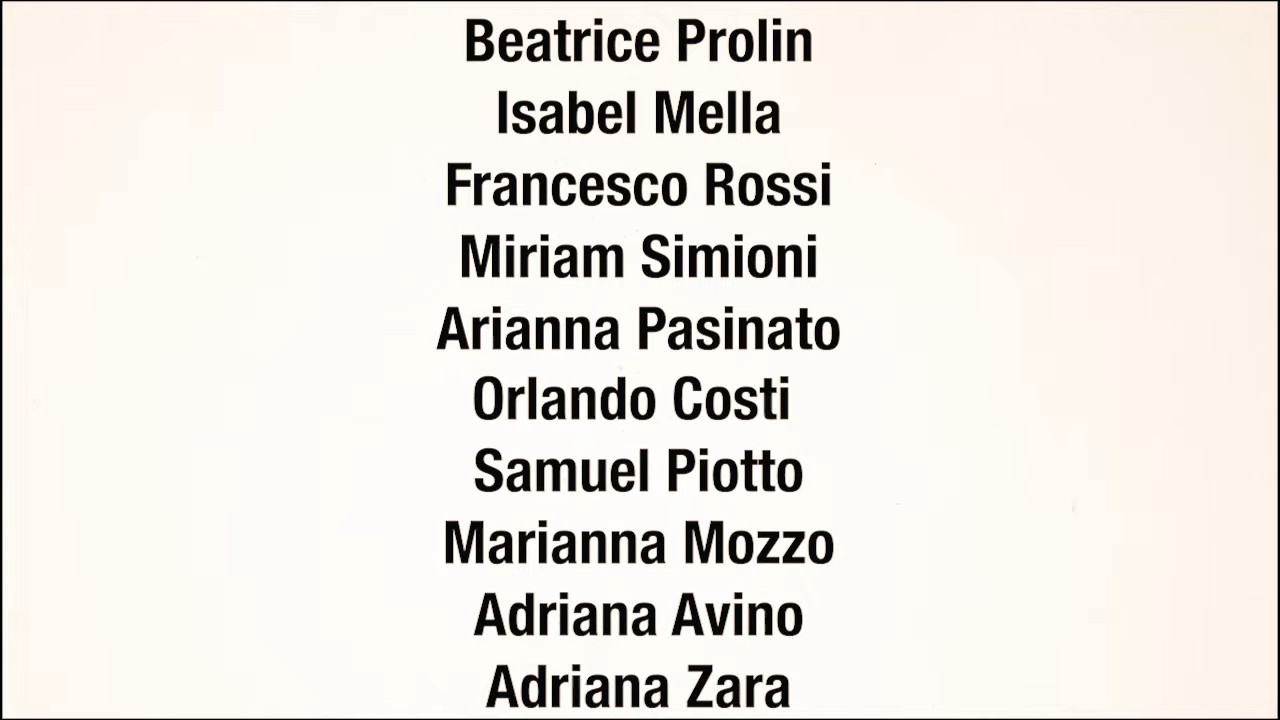 Beatrice Prolin
Isabel Mella
Francesco Rossi
Miriam Simioni
Arianna Pasinato
Orlando Costi
Samuel Piotto
Marianna Mozzo
Adriana Avino
Adriana Zara